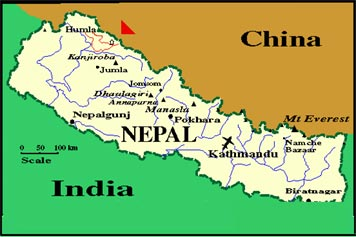 Humla
China
Kanjiroba
Jumla
Jomsom
Dhaulagiri
Annapurna
Manaslu
Mt Everest
Nepalgunj
Pokhara
NEPAL
Namche
Bazaar
Kathmandu
0 50 100 km
Scale
India
Biratnagar